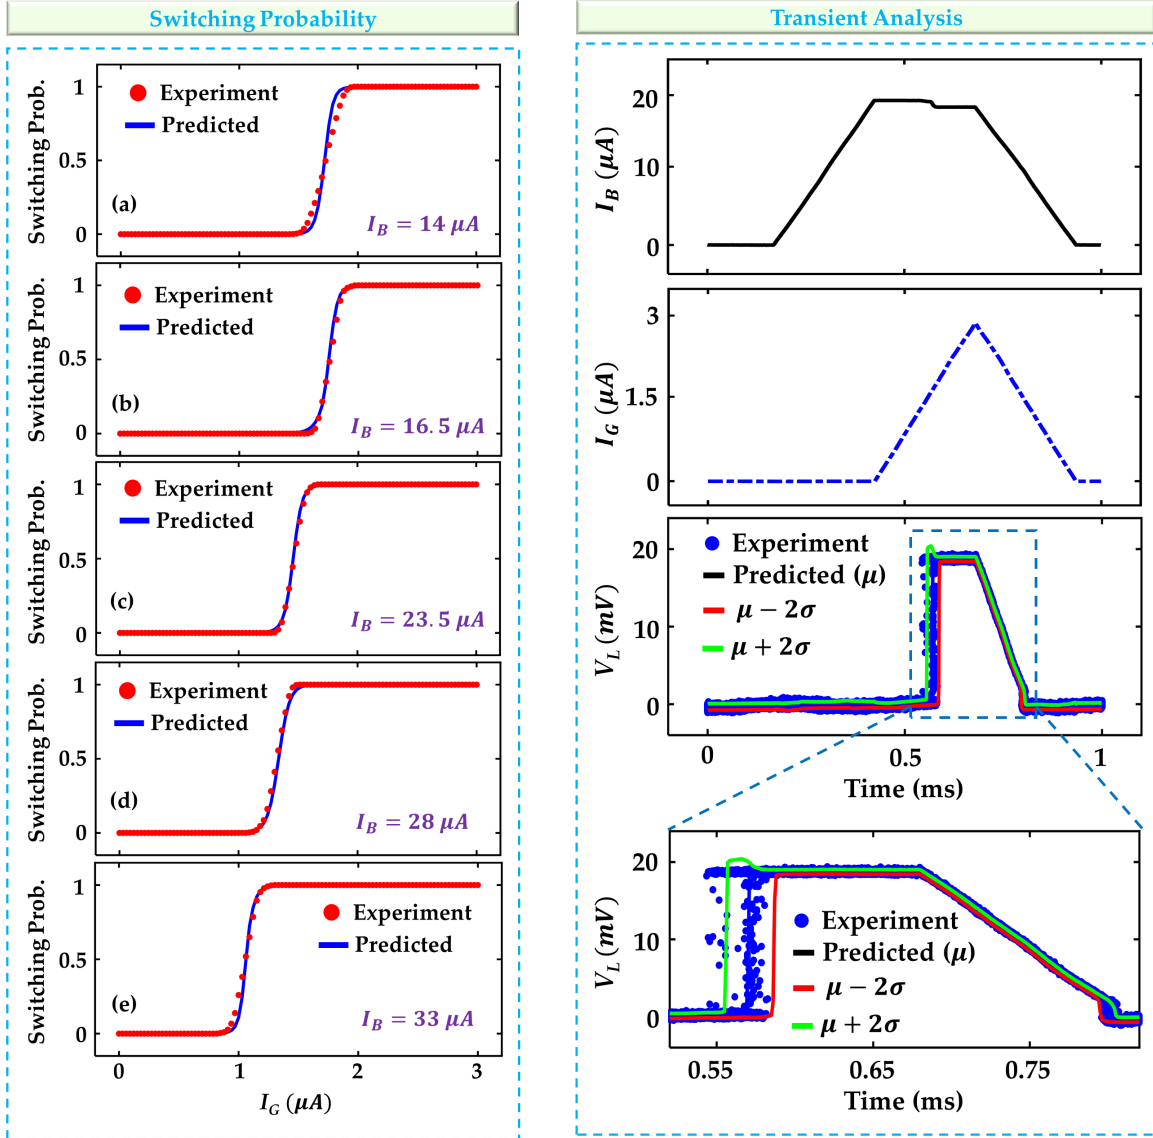 Switching Probability
Switching Prob.
1
0.5
0
Experiment
Predicted
(a)
I_B = 14 μA
Switching Prob.
1
0.5
0
Experiment
Predicted
(b)
I_B = 16.5 μA
Switching Prob.
1
0.5
0
Experiment
Predicted
(c)
I_B = 23.5 μA
Switching Prob.
1
0.5
0
Experiment
Predicted
(d)
I_B = 28 μA
Switching Prob.
1
0.5
0
Experiment
Predicted
(e)
I_B = 33 μA
0 1 2 3
I_G (μA)
Transient Analysis
I_B (μA)
20
10
0
I_G (μA)
3
1.5
0
V_L (mV)
20
10
0
Experiment
Predicted (μ)
μ − 2σ
μ + 2σ
0 0.5 1
Time (ms)
V_L (mV)
20
10
0
Experiment
Predicted (μ)
μ − 2σ
μ + 2σ
0.55 0.65 0.75
Time (ms)